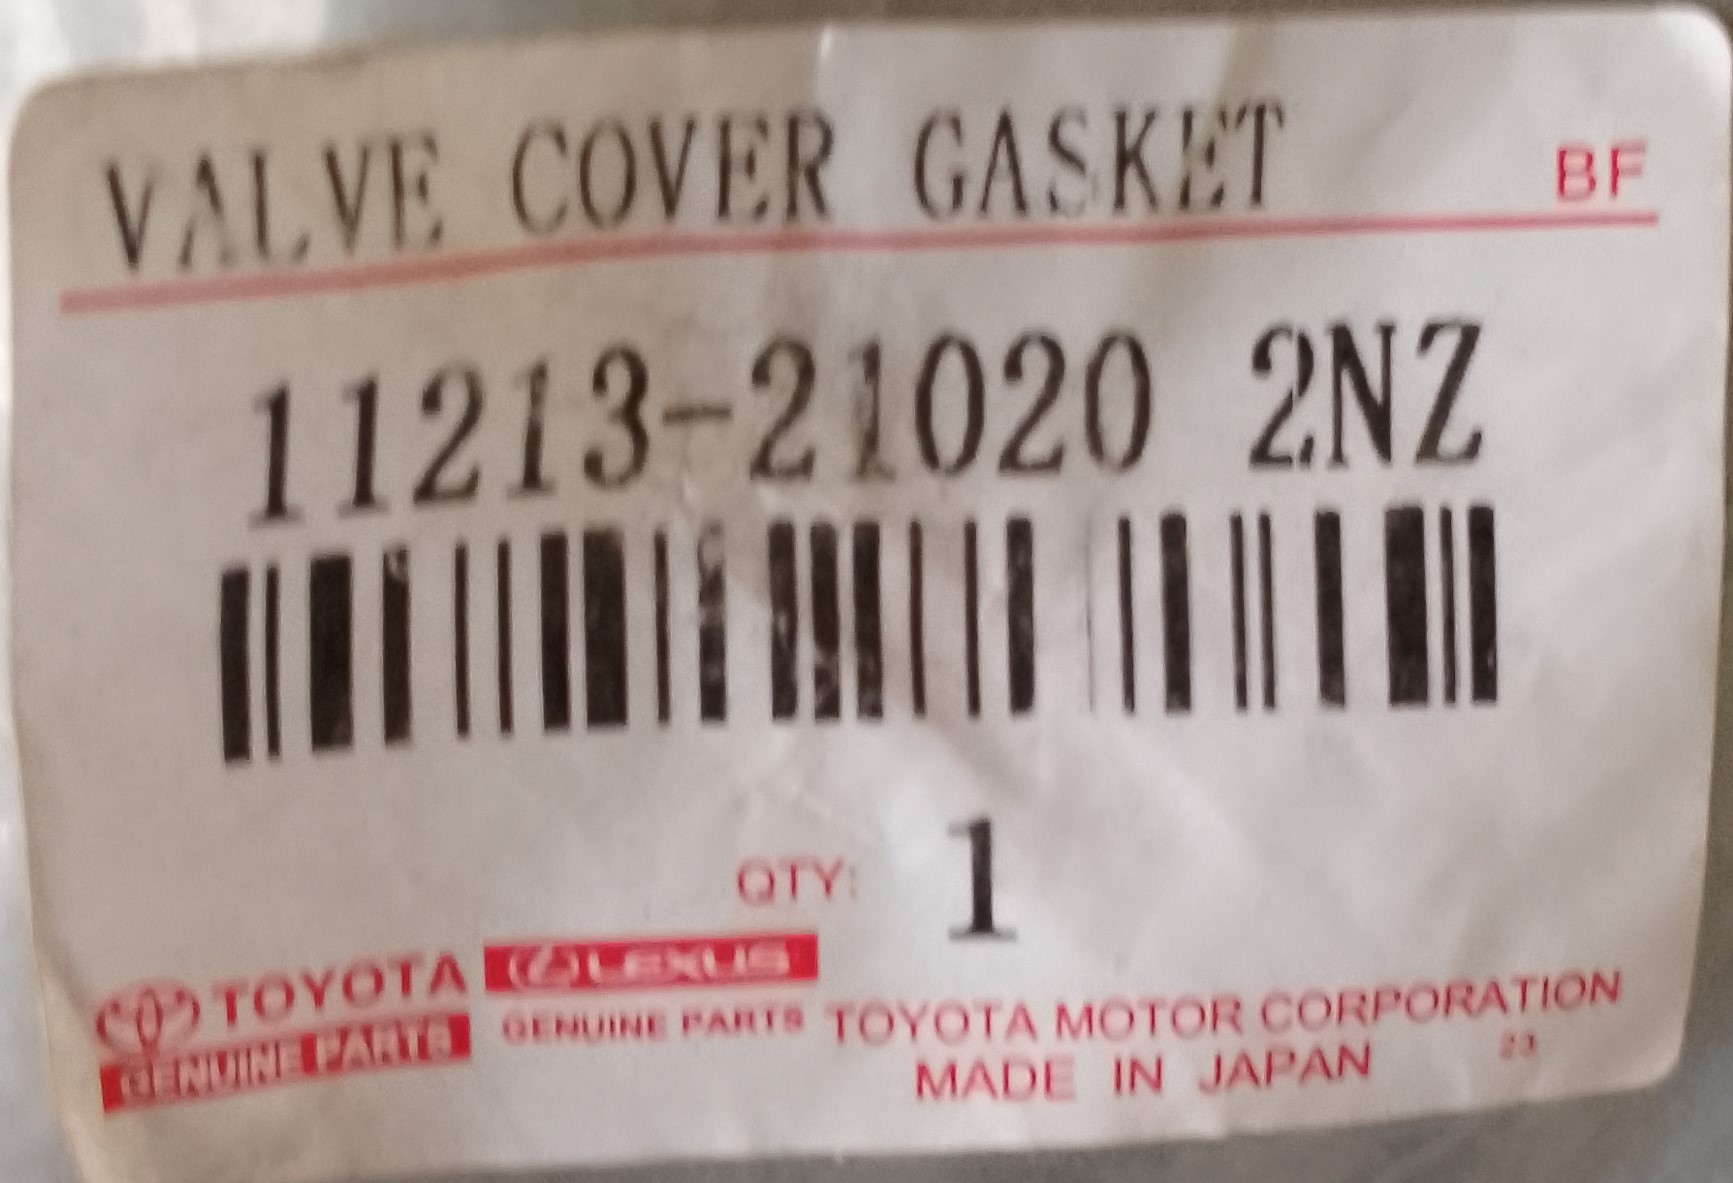 VALVE COVER GASKET BF
11213-21020 2NZ
QTY: 1
TOYOTA LEXUS
GENUINE PARTS GENUINE PARTS TOYOTA MOTOR CORPORATION
MADE IN JAPAN 23